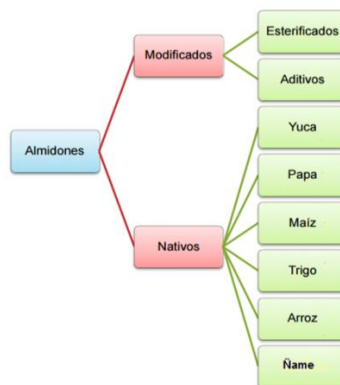 Esterificados
Modificados
Aditivos
Yuca
Almidones
Papa
Maíz
Nativos
Trigo
Arroz
Ñame